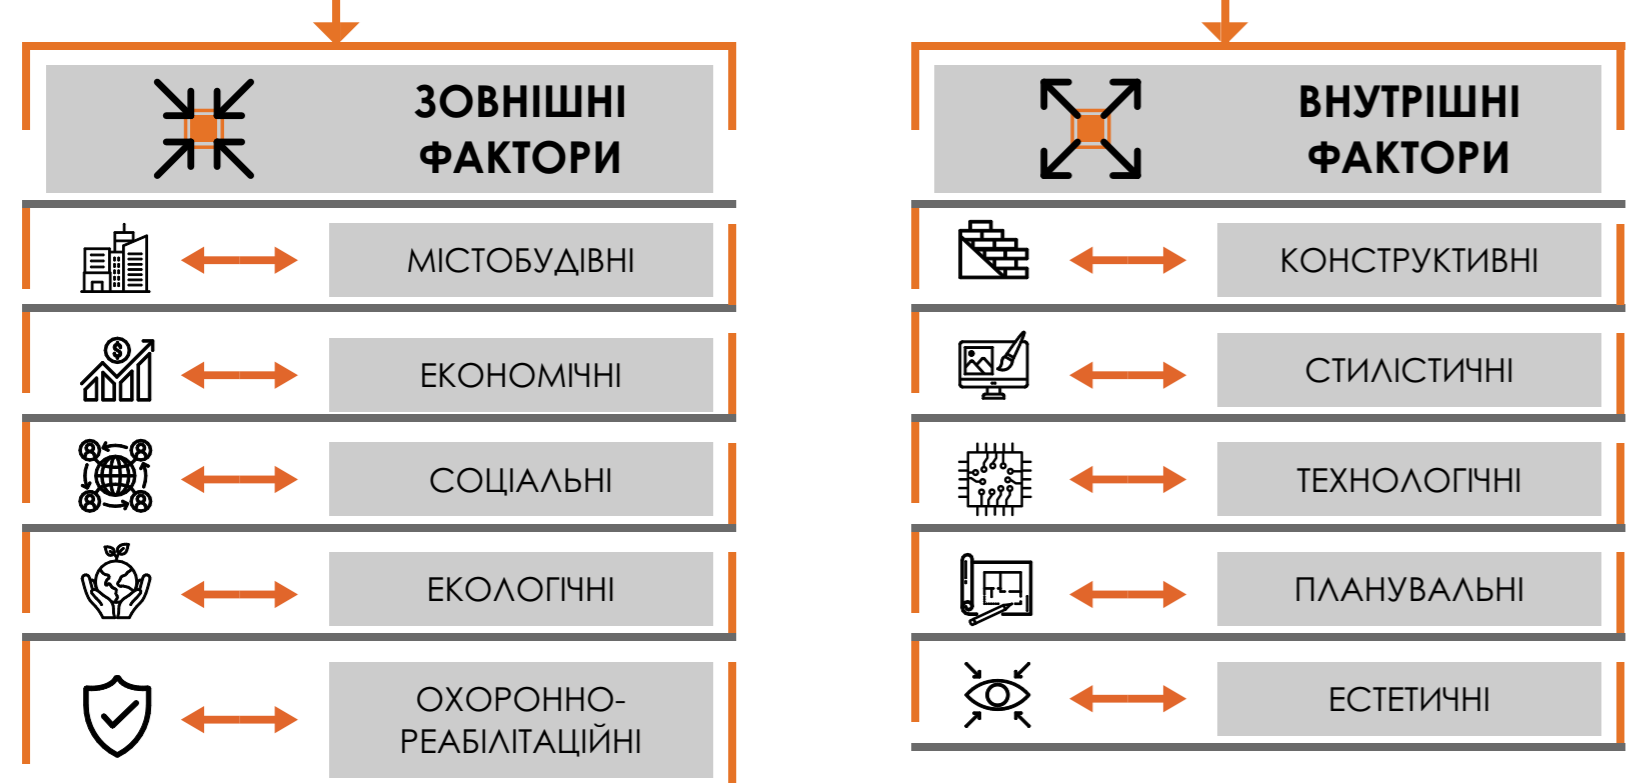 ЗОВНІШНІ
ФАКТОРИ
МІСТОБУДІВНІ
ЕКОНОМІЧНІ
СОЦІАЛЬНІ
ЕКОЛОГІЧНІ
ОХОРОННО-
РЕАБІЛІТАЦІЙНІ
ВНУТРІШНІ
ФАКТОРИ
КОНСТРУКТИВНІ
СТИЛІСТИЧНІ
ТЕХНОЛОГІЧНІ
ПЛАНУВАЛЬНІ
ЕСТЕТИЧНІ